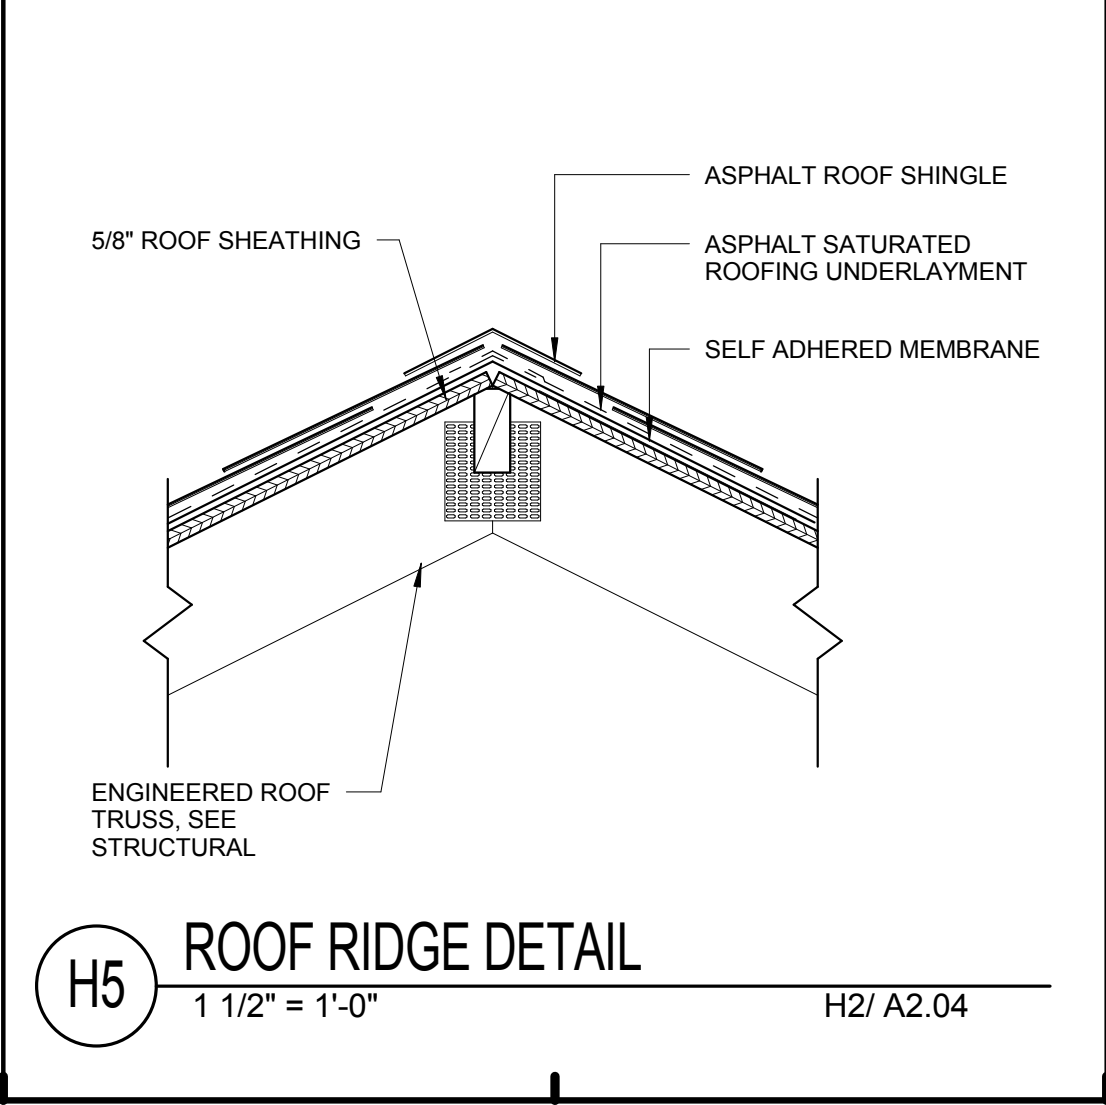 ASPHALT ROOF SHINGLE
5/8" ROOF SHEATHING
ASPHALT SATURATED
ROOFING UNDERLAYMENT
SELF ADHERED MEMBRANE
ENGINEERED ROOF
TRUSS, SEE
STRUCTURAL
H5
ROOF RIDGE DETAIL
1 1/2" = 1'-0"
H2/ A2.04